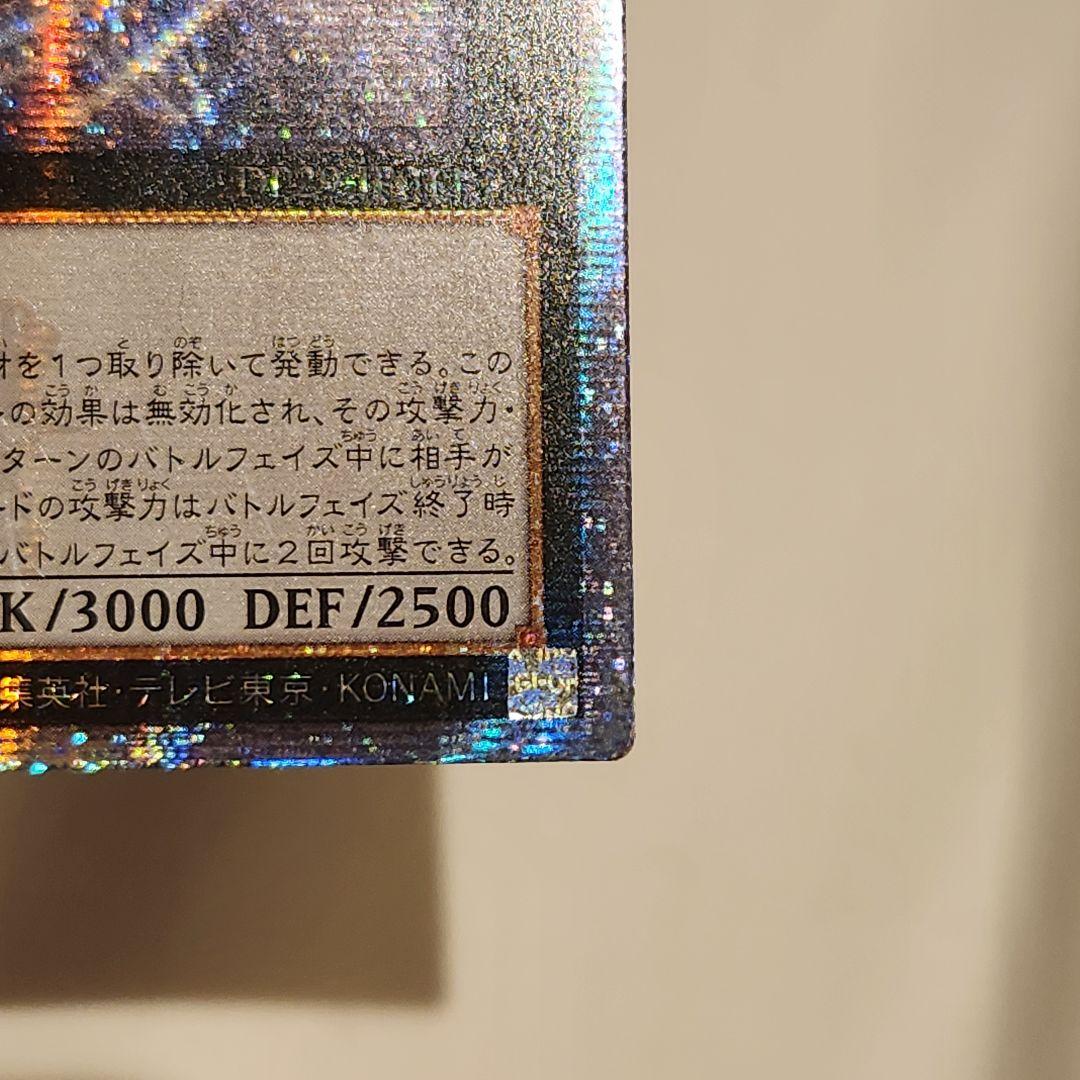 を1つ取り除いて発動できる。この
の効果は無効化され、その攻撃力・
ターンのバトルフェイズ中に相手が
ドの攻撃力はバトルフェイズ終了時
バトルフェイズ中に2回攻撃できる。
K/3000 DEF/2500
集英社・テレビ東京・KONAMI